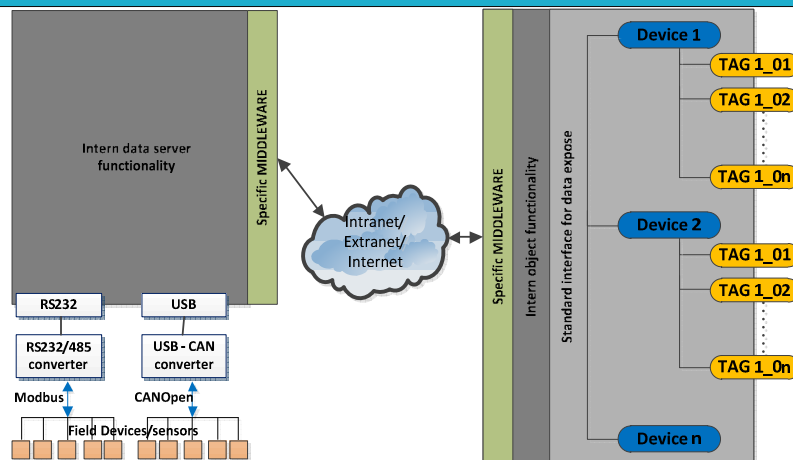 Intern data server
functionality
Specific MIDDLEWARE
RS232
USB
RS232/485
converter
USB - CAN
converter
Modbus
CANOpen
Field Devices/sensors
Intranet/
Extranet/
Internet
Specific MIDDLEWARE
Intern object functionality
Standard interface for data expose
Device 1
TAG 1_01
TAG 1_02
TAG 1_0n
Device 2
TAG 1_01
TAG 1_02
TAG 1_0n
Device n